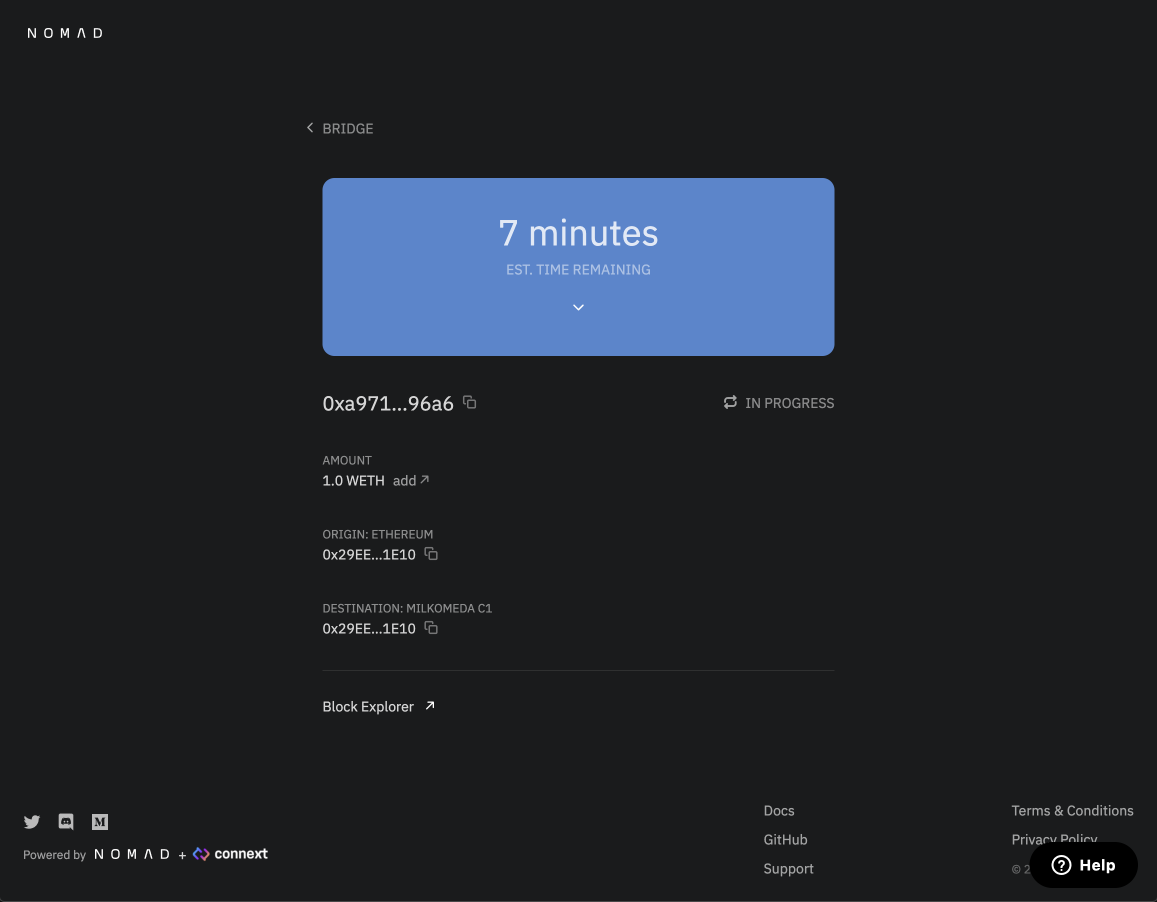 NOMAD
BRIDGE
7 minutes
EST. TIME REMAINING
0xa971...96a6
IN PROGRESS
AMOUNT
1.0 WETH add
ORIGIN: ETHEREUM
0x29EE...1E10
DESTINATION: MILKOMEDA C1
0x29EE...1E10
Block Explorer
Powered by NOMAD + connext
Docs
GitHub
Support
Terms & Conditions
Privacy Policy
© 2
Help